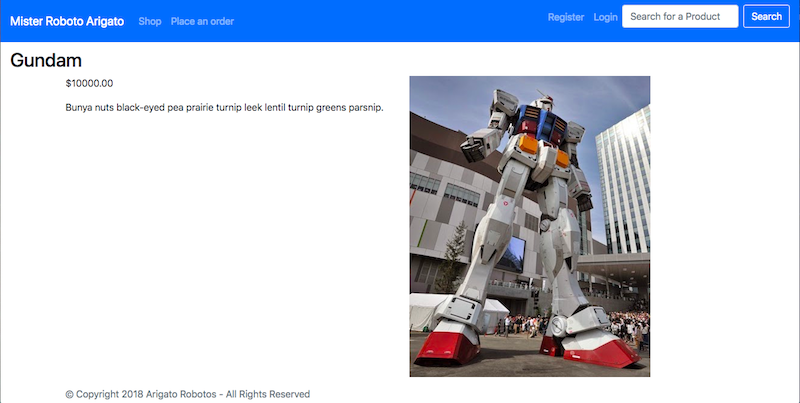 Mister Roboto Arigato Shop Place an order Register Login Search for a Product Search
Gundam
$10000.00
Bunya nuts black-eyed pea prairie turnip leek lentil turnip greens parsnip.
© Copyright 2018 Arigato Robotos - All Rights Reserved